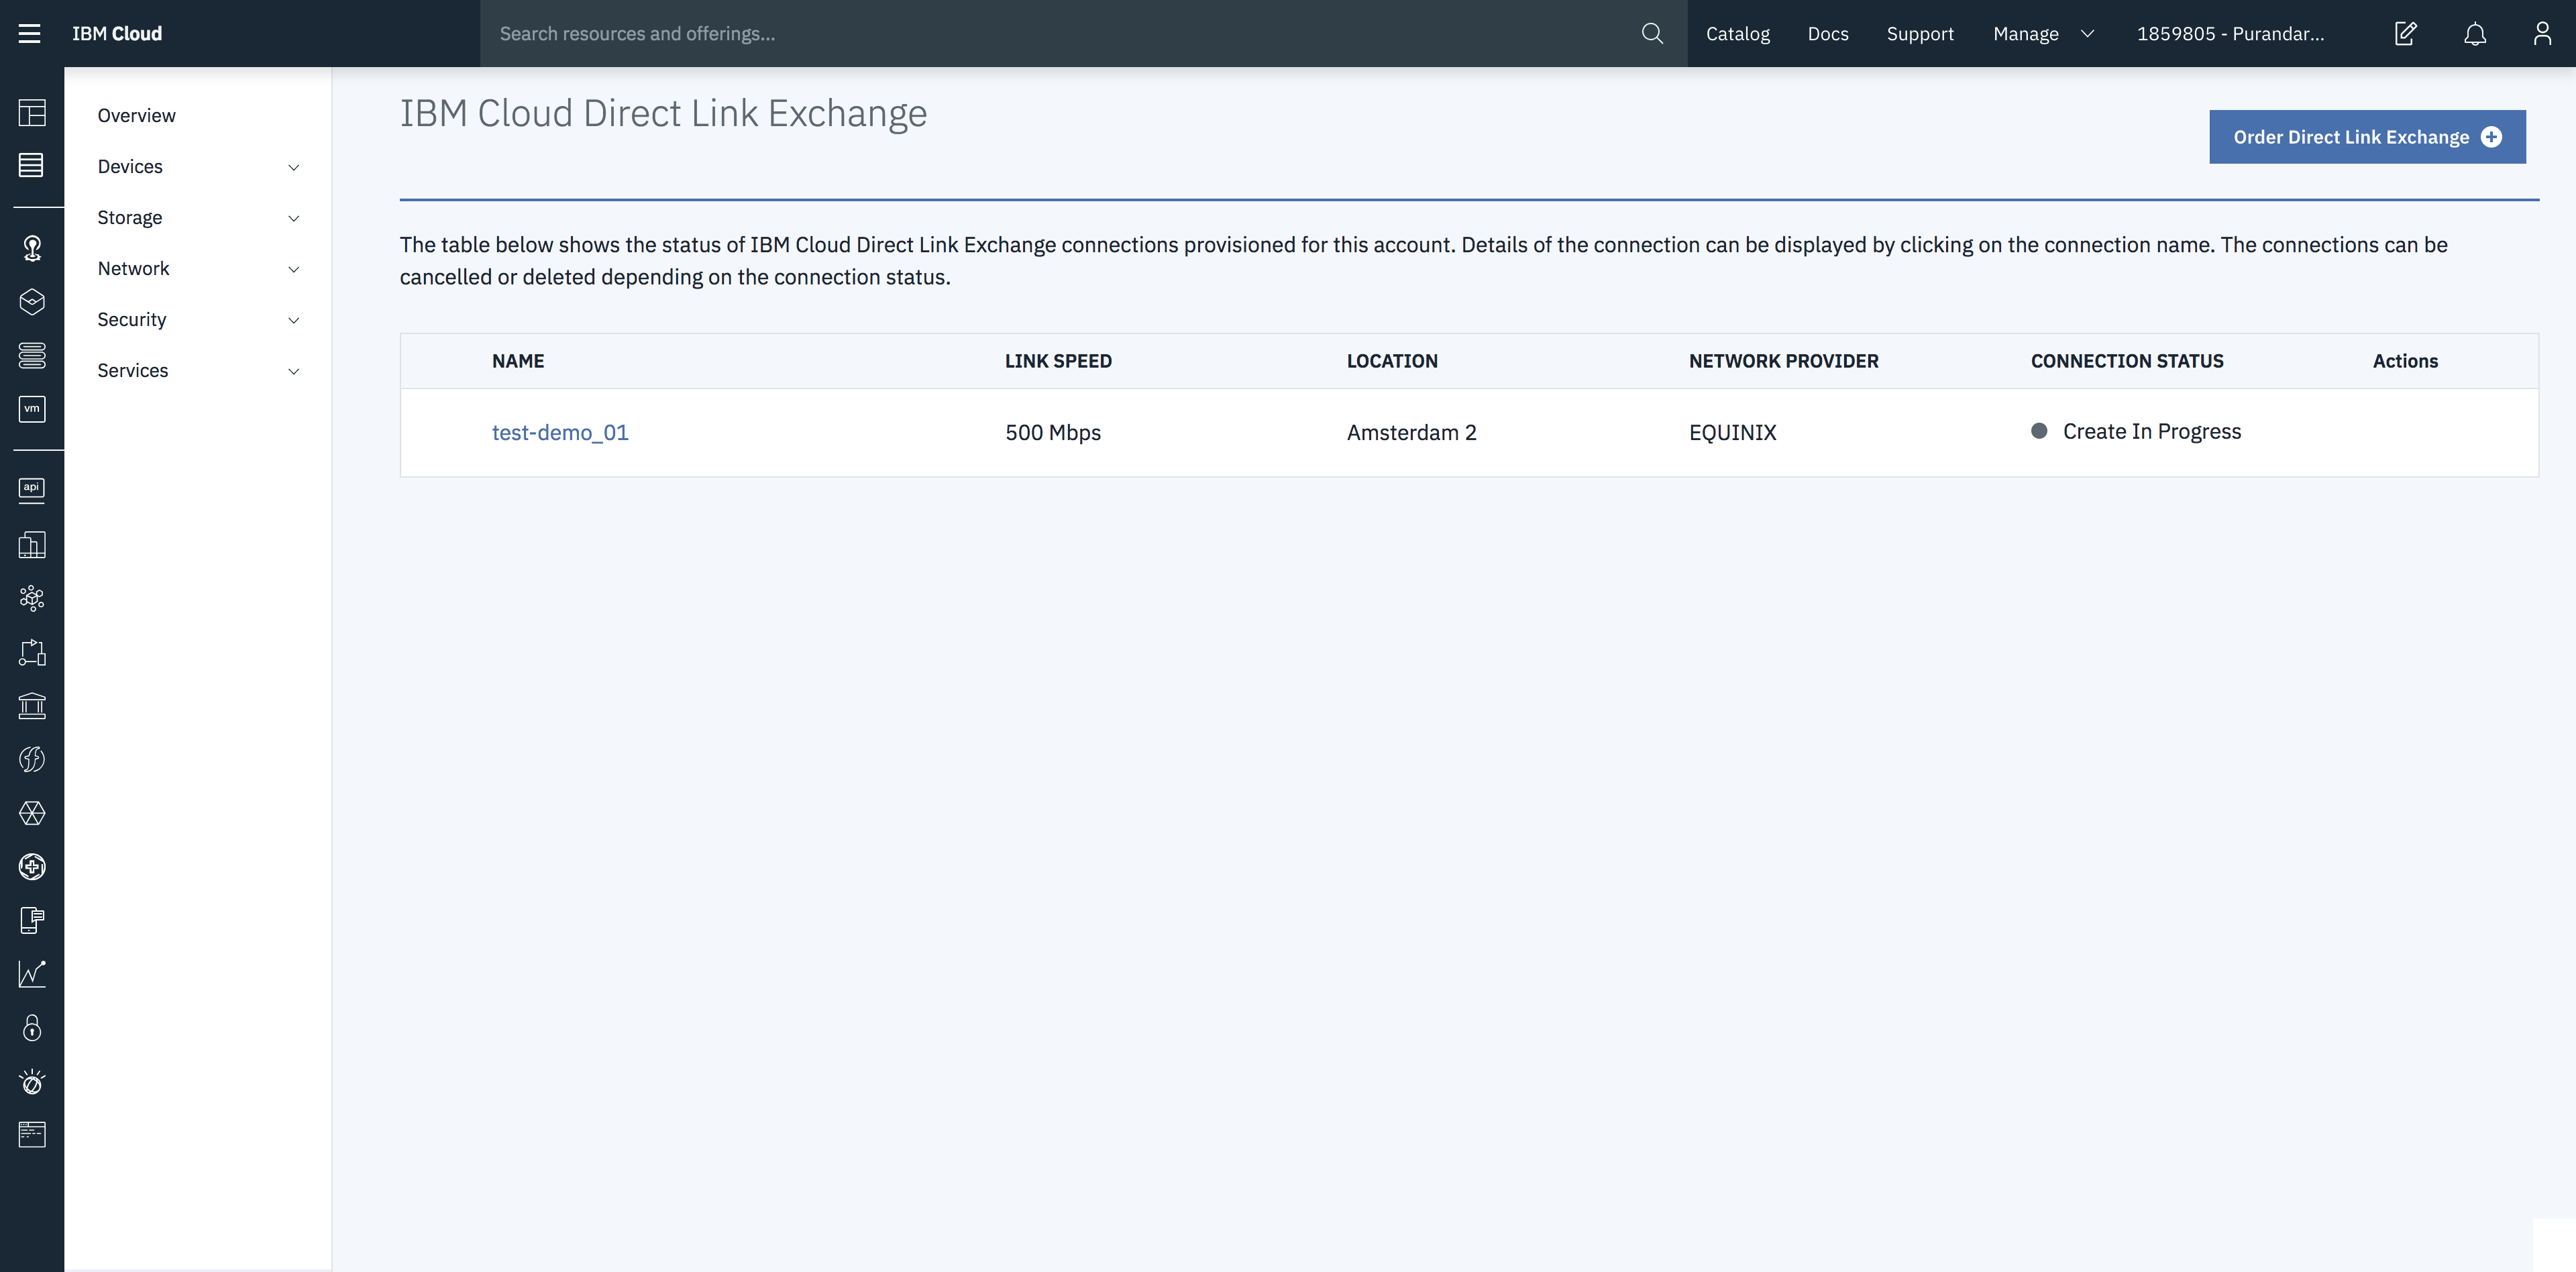 IBM Cloud
Search resources and offerings...
Catalog
Docs
Support
Manage
1859805 - Purandar...
Overview
Devices
Storage
Network
Security
Services
vm
api
IBM Cloud Direct Link Exchange
Order Direct Link Exchange
The table below shows the status of IBM Cloud Direct Link Exchange connections provisioned for this account. Details of the connection can be displayed by clicking on the connection name. The connections can be
cancelled or deleted depending on the connection status.
NAME LINK SPEED LOCATION NETWORK PROVIDER CONNECTION STATUS Actions
test-demo_01 500 Mbps Amsterdam 2 EQUINIX Create In Progress